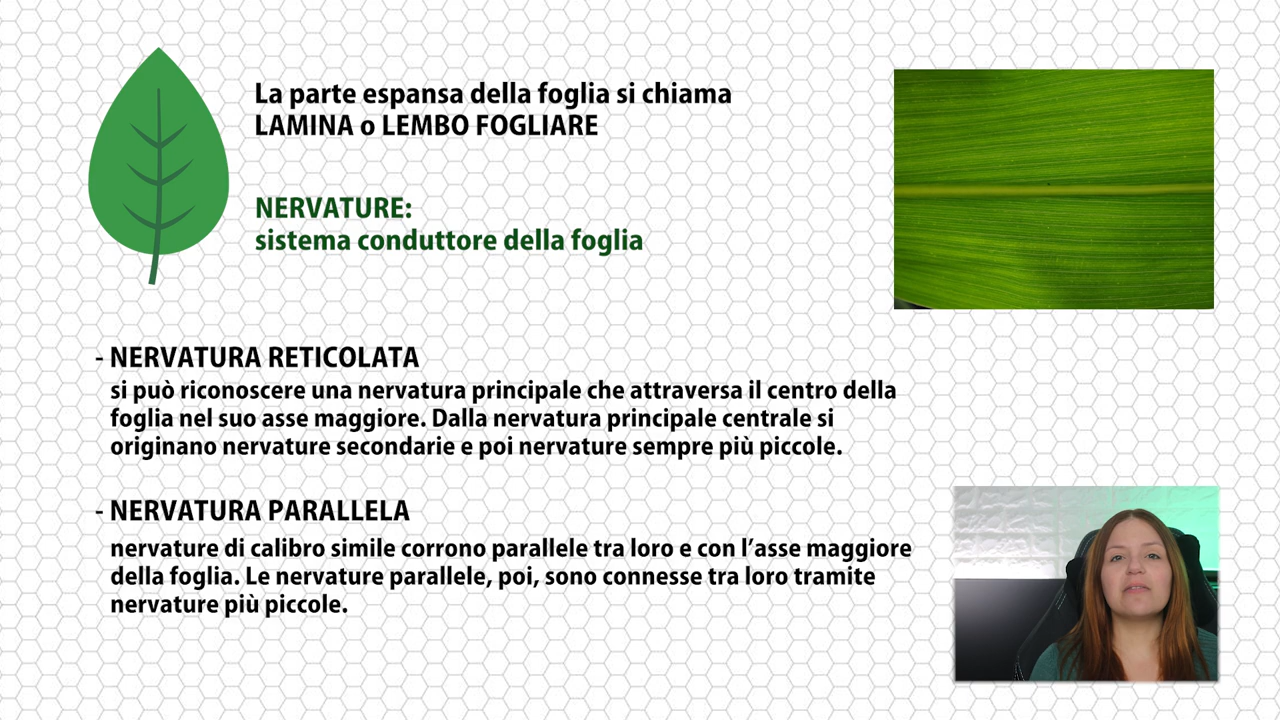 La parte espansa della foglia si chiama
LAMINA o LEMBO FOGLIARE
NERVATURE:
sistema conduttore della foglia
- NERVATURA RETICOLATA
si può riconoscere una nervatura principale che attraversa il centro della
foglia nel suo asse maggiore. Dalla nervatura principale centrale si
originano nervature secondarie e poi nervature sempre più piccole.
- NERVATURA PARALLELA
nervature di calibro simile corrono parallele tra loro e con l’asse maggiore
della foglia. Le nervature parallele, poi, sono connesse tra loro tramite
nervature più piccole.